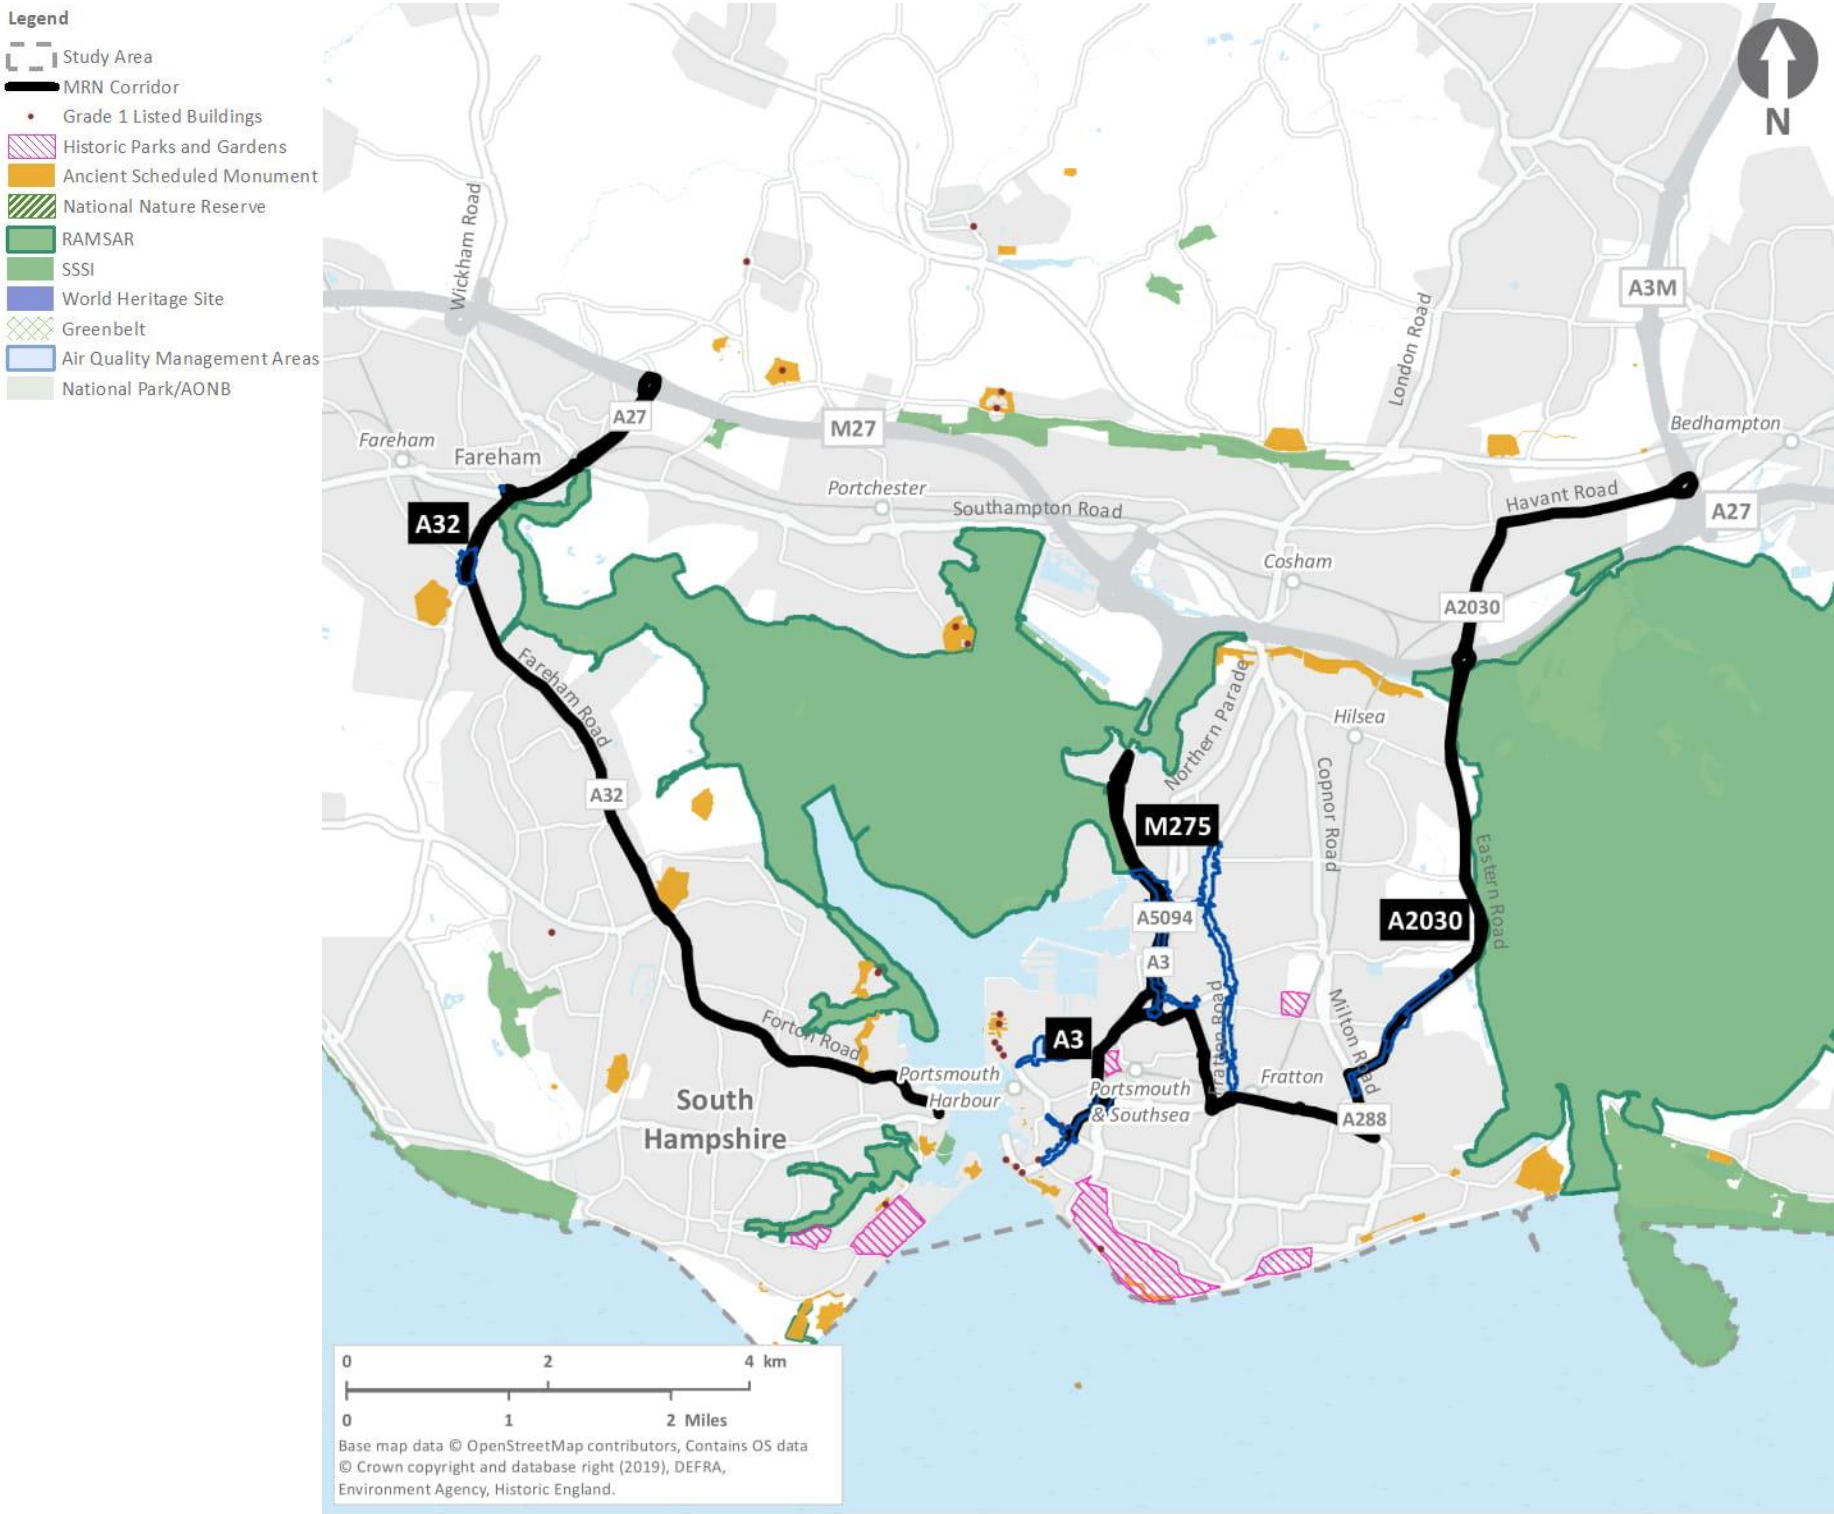 Legend
Study Area
MRN Corridor
Grade 1 Listed Buildings
Historic Parks and Gardens
Ancient Scheduled Monument
National Nature Reserve
RAMSAR
SSSI
World Heritage Site
Greenbelt
Air Quality Management Areas
National Park/AONB
N
Wickham Road
A3M
London Road
A27
M27
Bedhampton
Fareham
Fareham
Portchester
Southampton Road
Havant Road
A27
A32
Cosham
A2030
Fareham Road
Northern Parade
Hilsea
A32
Copnor Road
M275
Eastern Road
A5094
A2030
A3
Milton Road
Fratton Road
Forton Road
A3
Portsmouth
Harbour
Portsmouth
& Southsea
Fratton
A288
South
Hampshire
0 2 4 km
0 1 2 Miles
Base map data © OpenStreetMap contributors, Contains OS data
© Crown copyright and database right (2019), DEFRA,
Environment Agency, Historic England.